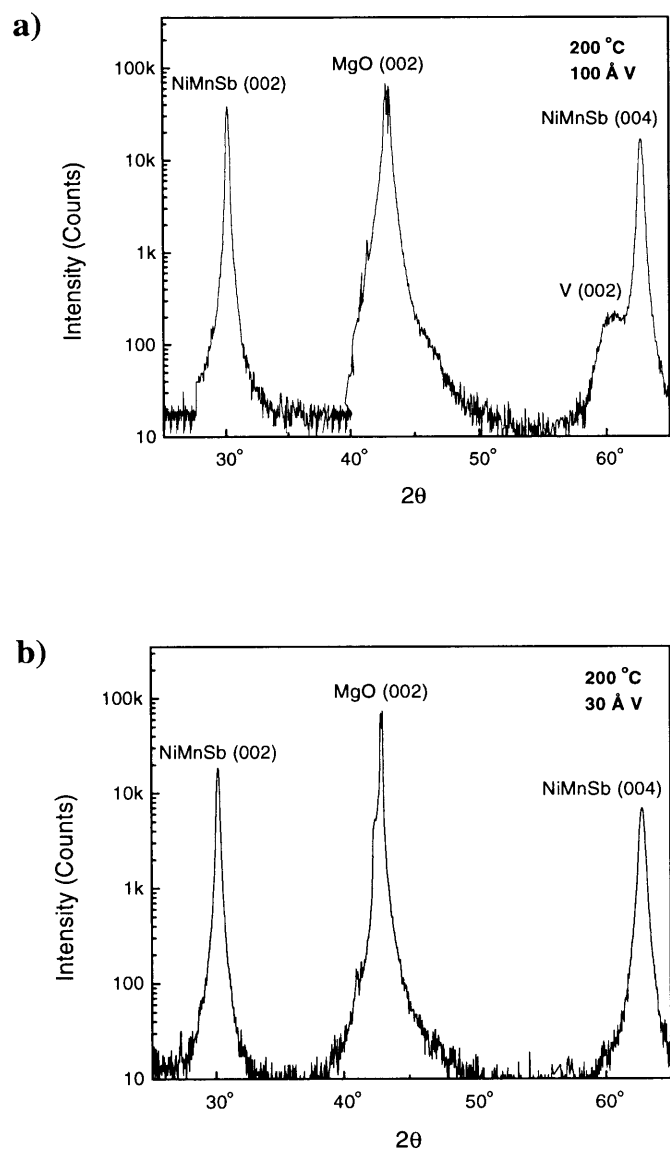 a)
200 °C
100 Å V
NiMnSb (002)
MgO (002)
NiMnSb (004)
V (002)
100k
10k
1k
100
10
Intensity (Counts)
30° 40° 50° 60°
2θ
b)
200 °C
30 Å V
NiMnSb (002)
MgO (002)
NiMnSb (004)
100k
10k
1k
100
10
Intensity (Counts)
30° 40° 50° 60°
2θ